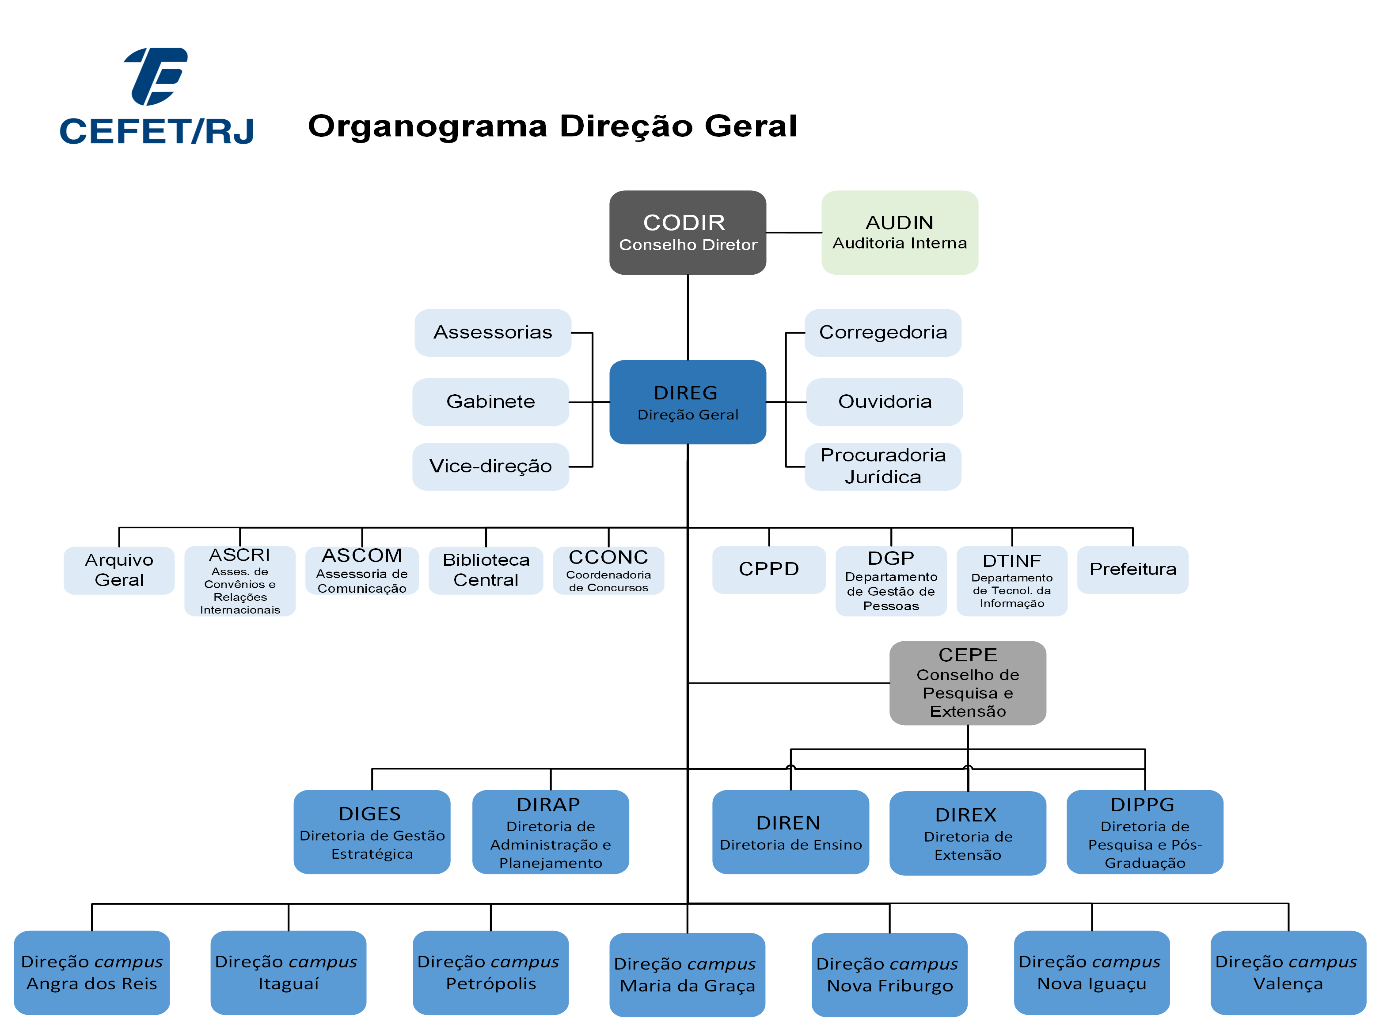 CEFET/RJ
Organograma Direção Geral
CODIR
Conselho Diretor
AUDIN
Auditoria Interna
Assessorias
Corregedoria
DIREG
Direção Geral
Gabinete
Ouvidoria
Vice-direção
Procuradoria
Jurídica
Arquivo
Geral
ASCRI
Asses. de
Convênios e
Relações
Internacionais
ASCOM
Assessoria de
Comunicação
Biblioteca
Central
CCONC
Coordenadoria
de Concursos
CPPD
DGP
Departamento
de Gestão de
Pessoas
DTINF
Departamento
de Tecnol. da
Informação
Prefeitura
CEPE
Conselho de
Pesquisa e
Extensão
DIGES
Diretoria de Gestão
Estratégica
DIRAP
Diretoria de
Administração e
Planejamento
DIREN
Diretoria de Ensino
DIREX
Diretoria de
Extensão
DIPPG
Diretoria de
Pesquisa e Pós-
Graduação
Direção campus
Angra dos Reis
Direção campus
Itaguaí
Direção campus
Petrópolis
Direção campus
Maria da Graça
Direção campus
Nova Friburgo
Direção campus
Nova Iguaçu
Direção campus
Valença